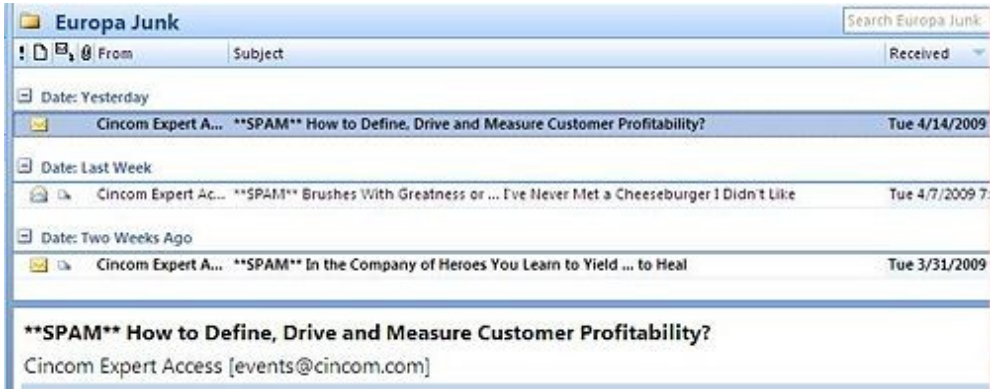 Europa Junk Search Europa Junk
! From Subject Received
Date: Yesterday
Cincom Expert A... **SPAM** How to Define, Drive and Measure Customer Profitability? Tue 4/14/2009
Date: Last Week
Cincom Expert Ac... **SPAM** Brushes With Greatness or ... I've Never Met a Cheeseburger I Didn't Like Tue 4/7/2009 7:
Date: Two Weeks Ago
Cincom Expert A... **SPAM** In the Company of Heroes You Learn to Yield ... to Heal Tue 3/31/2009
**SPAM** How to Define, Drive and Measure Customer Profitability?
Cincom Expert Access [events@cincom.com]